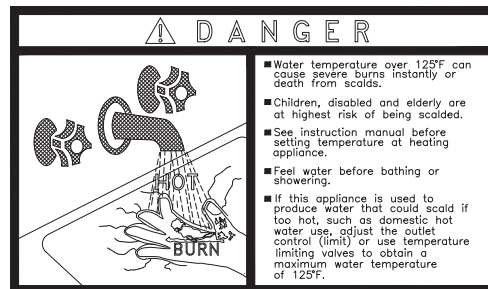 DANGER
HOT
BURN
■ Water temperature over 125°F can
cause severe burns instantly or
death from scalds.
■ Children, disabled and elderly are
at highest risk of being scalded.
■ See instruction manual before
setting temperature at heating
appliance.
■ Feel water before bathing or
showering.
■ If this appliance is used to
produce water that could scald if
too hot, such as domestic hot
water use, adjust the outlet
control (limit) or use temperature
limiting valves to obtain a
maximum water temperature
of 125°F.